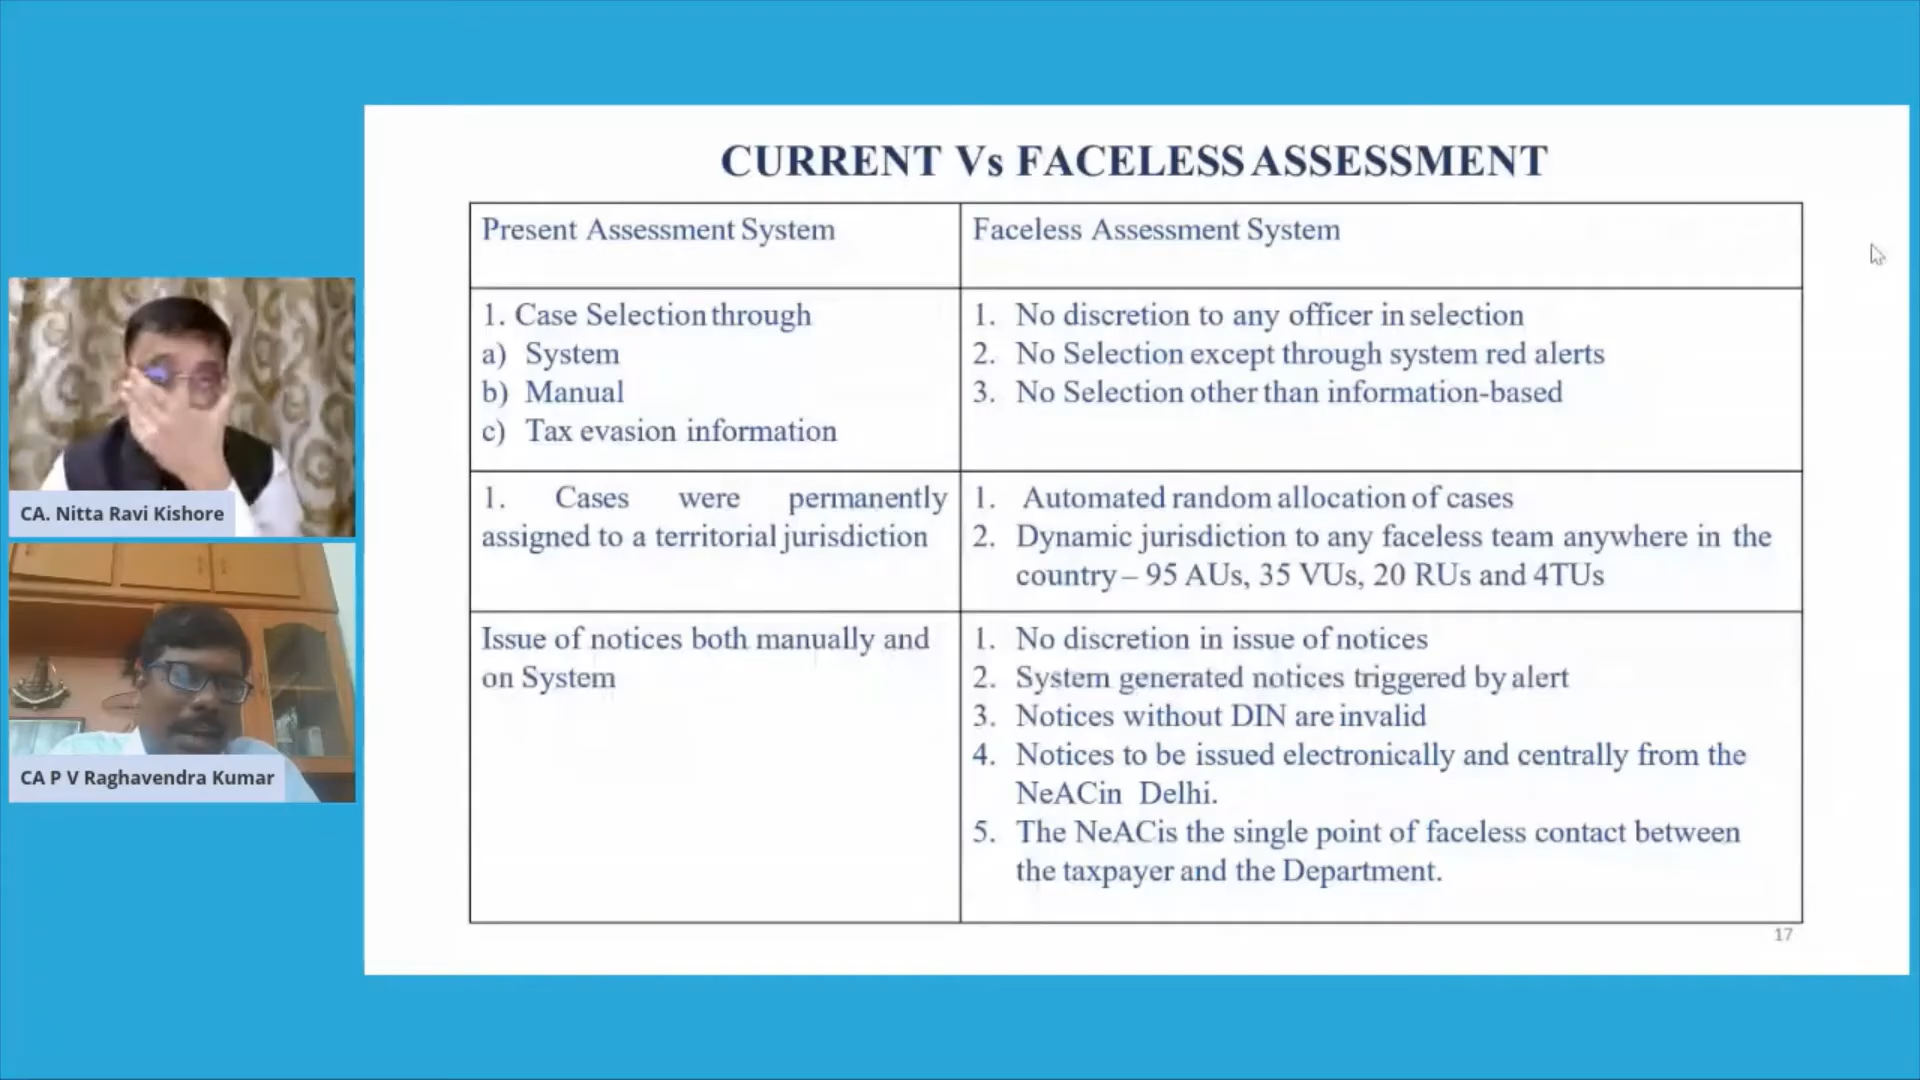 CURRENT Vs FACELESS ASSESSMENT
Present Assessment System
Faceless Assessment System
1. Case Selection through
a) System
b) Manual
c) Tax evasion information
1. No discretion to any officer in selection
2. No Selection except through system red alerts
3. No Selection other than information-based
1. Cases were permanently
assigned to a territorial jurisdiction
1. Automated random allocation of cases
2. Dynamic jurisdiction to any faceless team anywhere in the
country – 95 AUs, 35 VUs, 20 RUs and 4TUs
Issue of notices both manually and
on System
1. No discretion in issue of notices
2. System generated notices triggered by alert
3. Notices without DIN are invalid
4. Notices to be issued electronically and centrally from the
NeACin Delhi.
5. The NeACis the single point of faceless contact between
the taxpayer and the Department.
17
CA. Nitta Ravi Kishore
CA P V Raghavendra Kumar